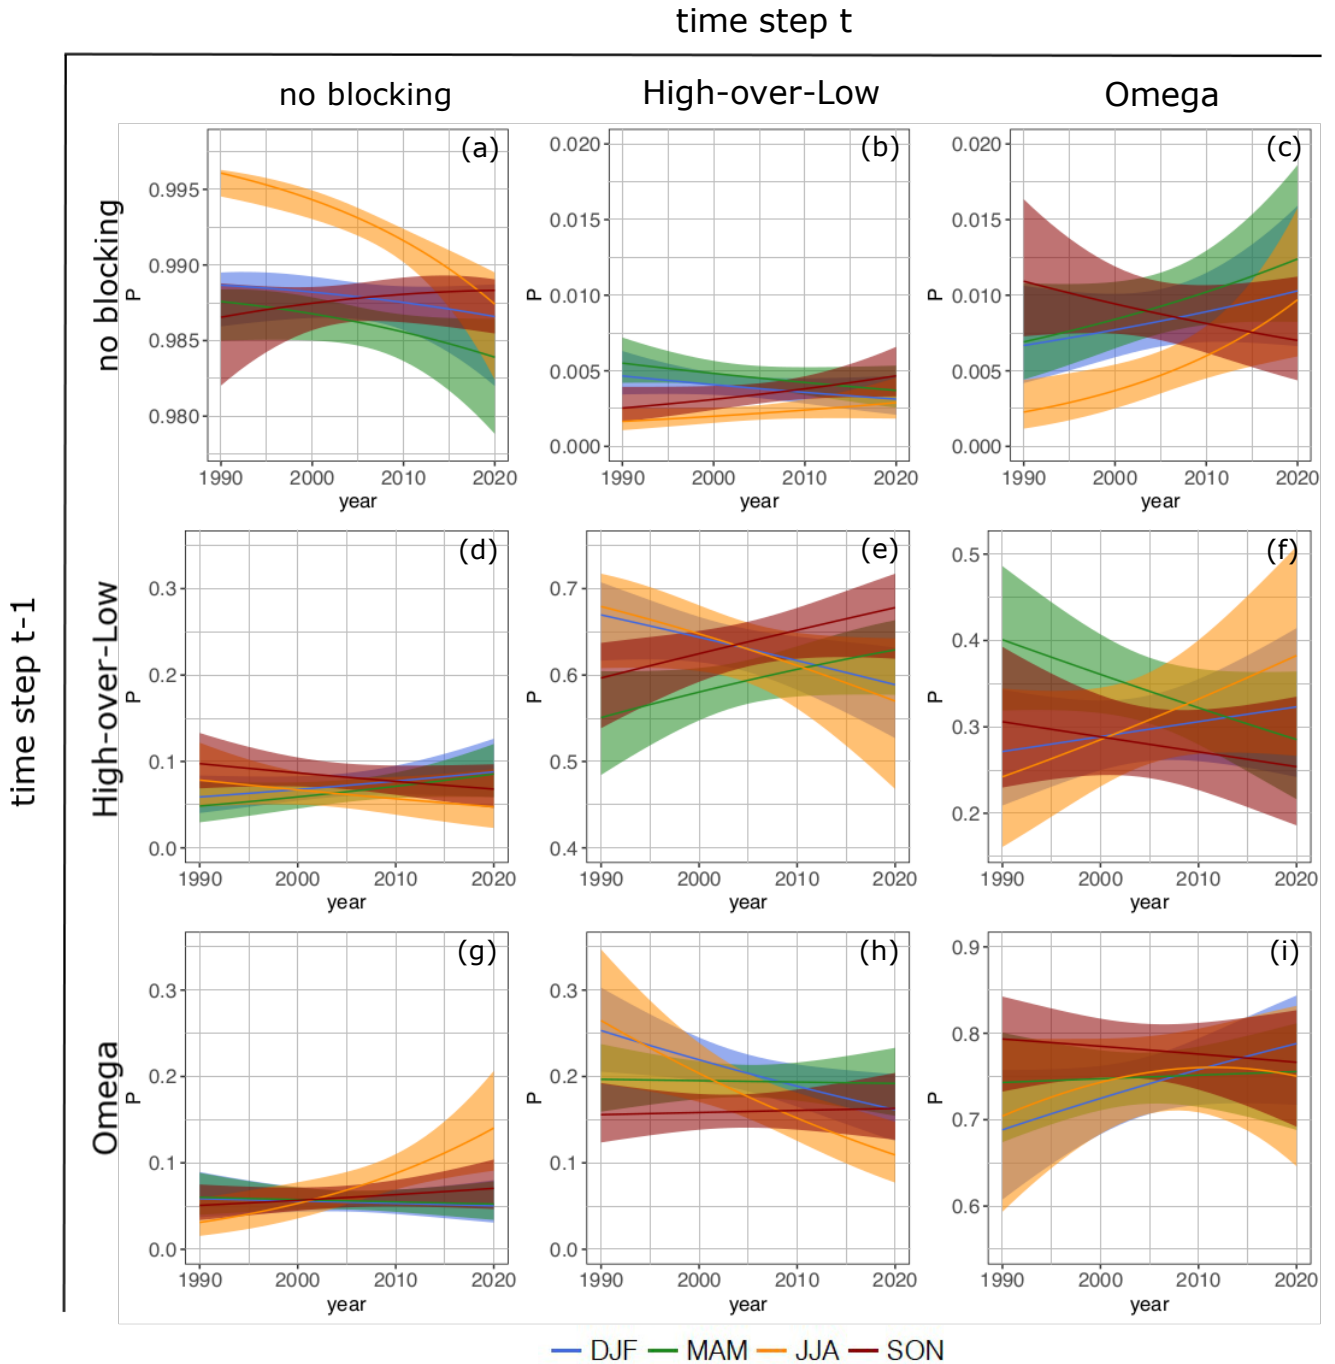 time step t
no blocking High-over-Low Omega
time step t-1
no blocking
(a)
P
0.995
0.990
0.985
0.980
1990 2000 2010 2020
year
(b)
P
0.020
0.015
0.010
0.005
0.000
1990 2000 2010 2020
year
(c)
P
0.020
0.015
0.010
0.005
0.000
1990 2000 2010 2020
year
High-over-Low
(d)
P
0.3
0.2
0.1
0.0
1990 2000 2010 2020
year
(e)
P
0.7
0.6
0.5
0.4
1990 2000 2010 2020
year
(f)
P
0.5
0.4
0.3
0.2
1990 2000 2010 2020
year
Omega
(g)
P
0.3
0.2
0.1
0.0
1990 2000 2010 2020
year
(h)
P
0.3
0.2
0.1
0.0
1990 2000 2010 2020
year
(i)
P
0.9
0.8
0.7
0.6
1990 2000 2010 2020
year
DJF MAM JJA SON